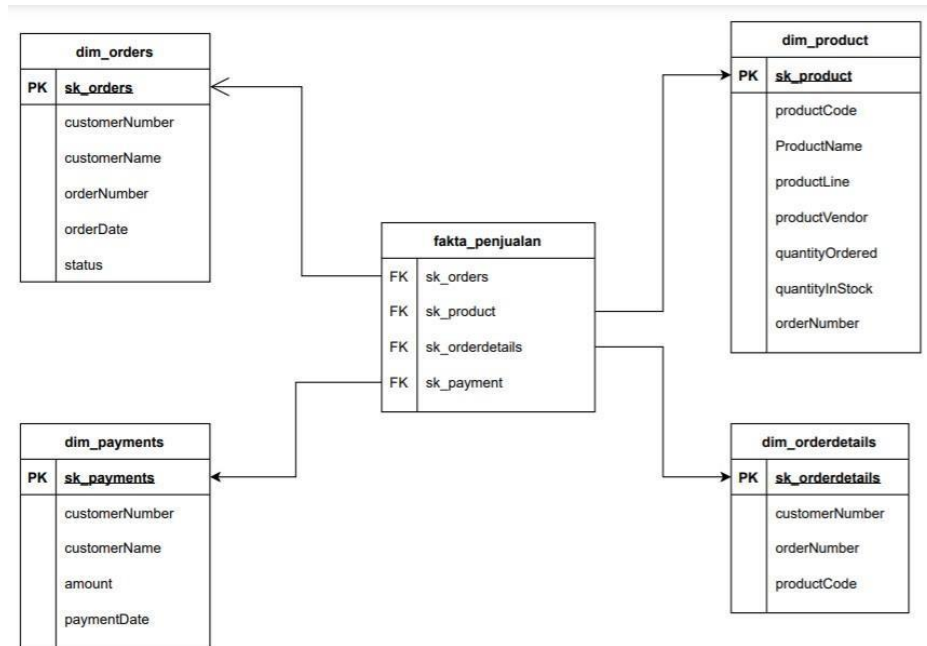 dim_orders
PK sk_orders
customerNumber
customerName
orderNumber
orderDate
status
dim_product
PK sk_product
productCode
ProductName
productLine
productVendor
quantityOrdered
quantityInStock
orderNumber
fakta_penjualan
FK sk_orders
FK sk_product
FK sk_orderdetails
FK sk_payment
dim_payments
PK sk_payments
customerNumber
customerName
amount
paymentDate
dim_orderdetails
PK sk_orderdetails
customerNumber
orderNumber
productCode